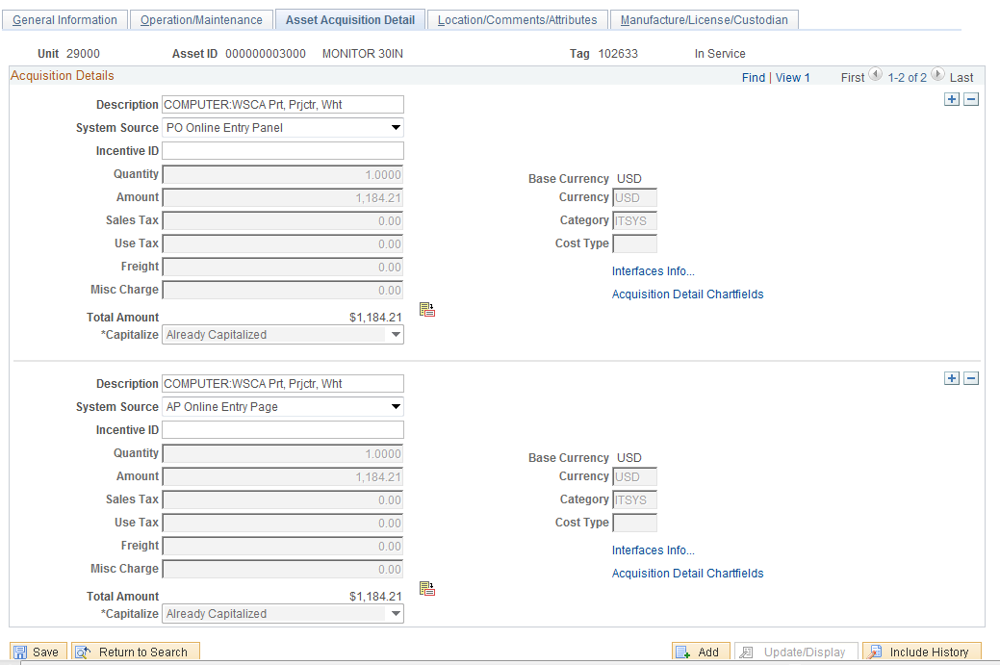 General Information Operation/Maintenance Asset Acquisition Detail Location/Comments/Attributes Manufacture/License/Custodian
Unit 29000 Asset ID 000000003000 MONITOR 30IN Tag 102633 In Service
Acquisition Details Find | View 1 First 1-2 of 2 Last
Description COMPUTER:WSCA Prt, Prjctr, Wht
System Source PO Online Entry Panel
Incentive ID
Quantity 1.0000
Base Currency USD
Amount 1,184.21 Currency USD
Sales Tax 0.00 Category ITSYS
Use Tax 0.00 Cost Type
Freight 0.00 Interfaces Info...
Misc Charge 0.00 Acquisition Detail Chartfields
Total Amount $1,184.21
*Capitalize Already Capitalized
Description COMPUTER:WSCA Prt, Prjctr, Wht
System Source AP Online Entry Page
Incentive ID
Quantity 1.0000
Base Currency USD
Amount 1,184.21 Currency USD
Sales Tax 0.00 Category ITSYS
Use Tax 0.00 Cost Type
Freight 0.00 Interfaces Info...
Misc Charge 0.00 Acquisition Detail Chartfields
Total Amount $1,184.21
*Capitalize Already Capitalized
Save Return to Search Add Update/Display Include History